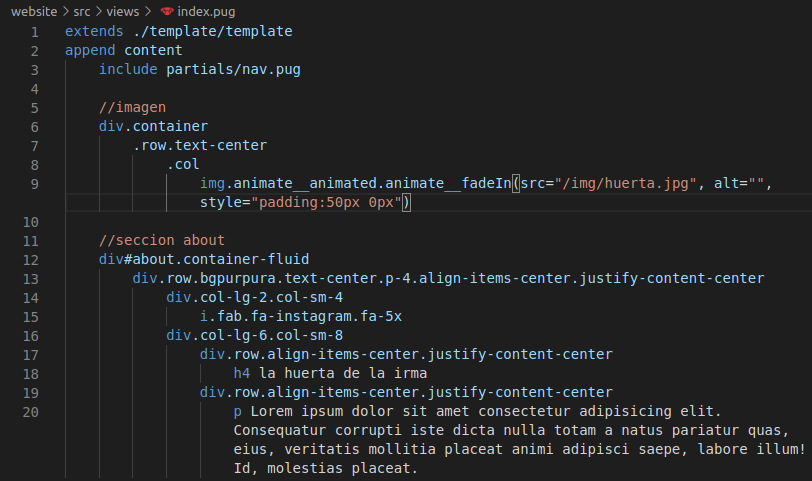 website > src > views > index.pug
1 extends ./template/template
2 append content
3 include partials/nav.pug
4
5 //imagen
6 div.container
7 .row.text-center
8 .col
9 img.animate__animated.animate__fadeIn(src="/img/huerta.jpg", alt="",
style="padding:50px 0px")
10
11 //seccion about
12 div#about.container-fluid
13 div.row.bgpurpura.text-center.p-4.align-items-center.justify-content-center
14 div.col-lg-2.col-sm-4
15 i.fab.fa-instagram.fa-5x
16 div.col-lg-6.col-sm-8
17 div.row.align-items-center.justify-content-center
18 h4 la huerta de la irma
19 div.row.align-items-center.justify-content-center
20 p Lorem ipsum dolor sit amet consectetur adipisicing elit.
Consequatur corrupti iste dicta nulla totam a natus pariatur quas,
eius, veritatis mollitia placeat animi adipisci saepe, labore illum!
Id, molestias placeat.